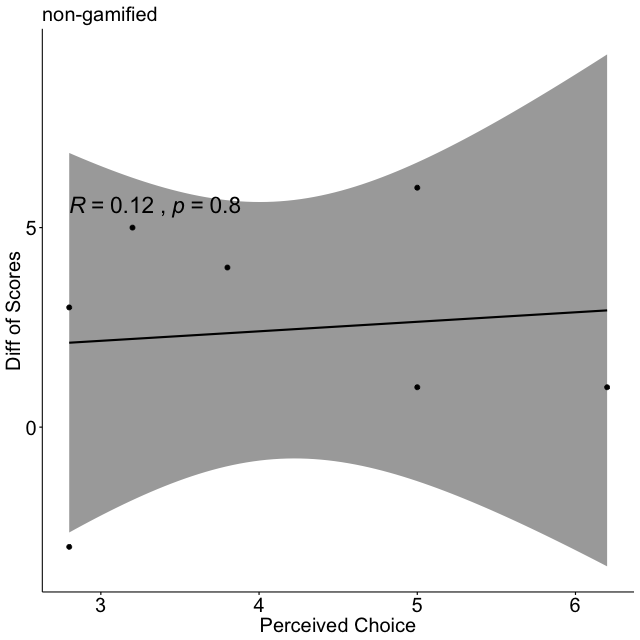 non-gamified
R = 0.12 , p = 0.8
Diff of Scores
5
0
3
4
5
6
Perceived Choice